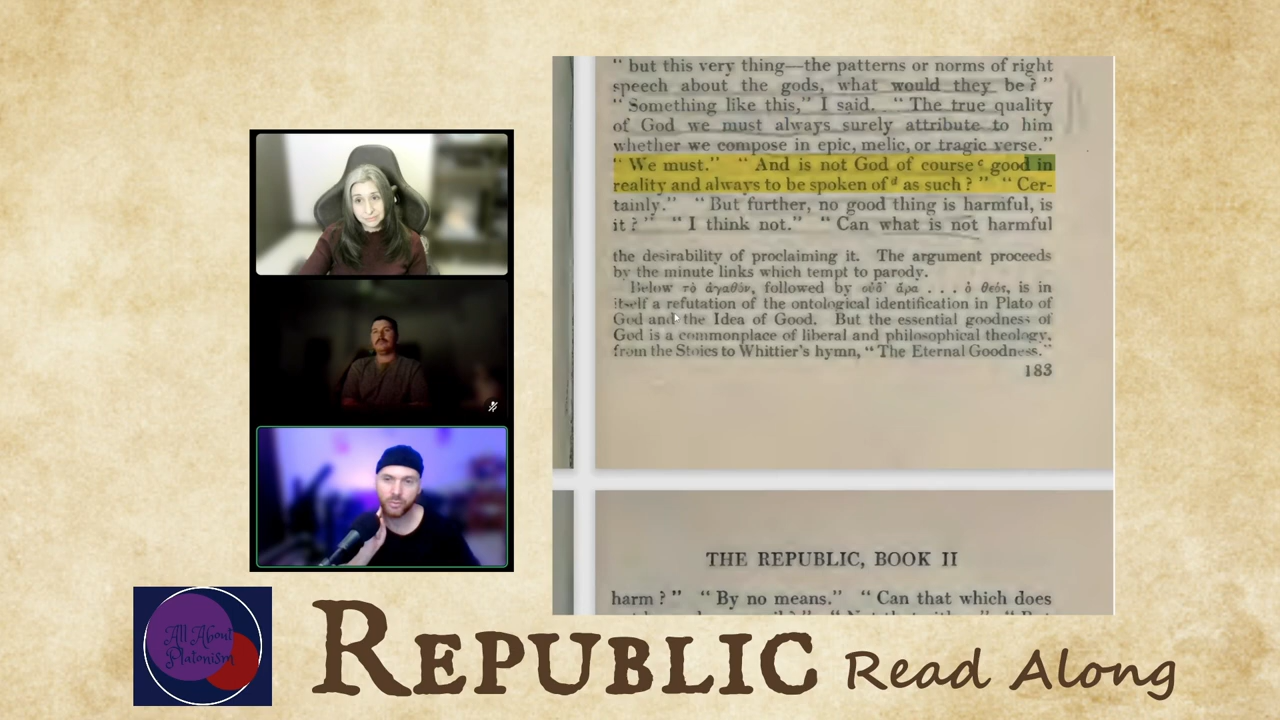 " but this very thing—the patterns or norms of right
speech about the gods, what would they be?"
" Something like this," I said. " The true quality
of God we must always surely attribute to him
whether we compose in epic, melic, or tragic verse."
" We must." " And is not God of course ᶜ good in
reality and always to be spoken of ᵈ as such?" " Cer-
tainly." " But further, no good thing is harmful, is
it?" " I think not." " Can what is not harmful
the desirability of proclaiming it. The argument proceeds
by the minute links which tempt to parody.
Below τὸ ἀγαθόν, followed by οὐδ' ἄρα . . . ὁ θεός, is in
itself a refutation of the ontological identification in Plato of
God and the Idea of Good. But the essential goodness of
God is a commonplace of liberal and philosophical theology,
from the Stoics to Whittier's hymn, " The Eternal Goodness."
183
THE REPUBLIC, BOOK II
harm?" " By no means." " Can that which does
All About
Platonism
REPUBLIC Read Along